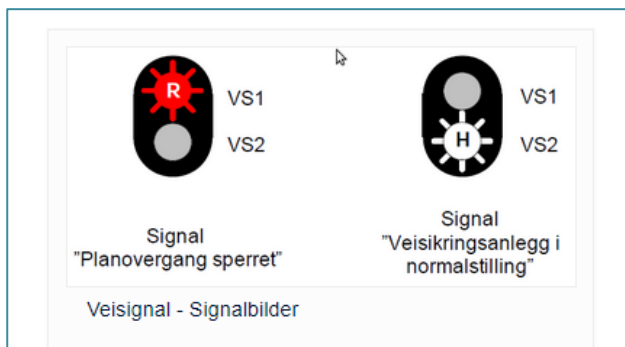 R
VS1
VS2
Signal
"Planovergang sperret"
VS1
H
VS2
Signal
"Veisikringsanlegg i
normalstilling"
Veisignal - Signalbilder